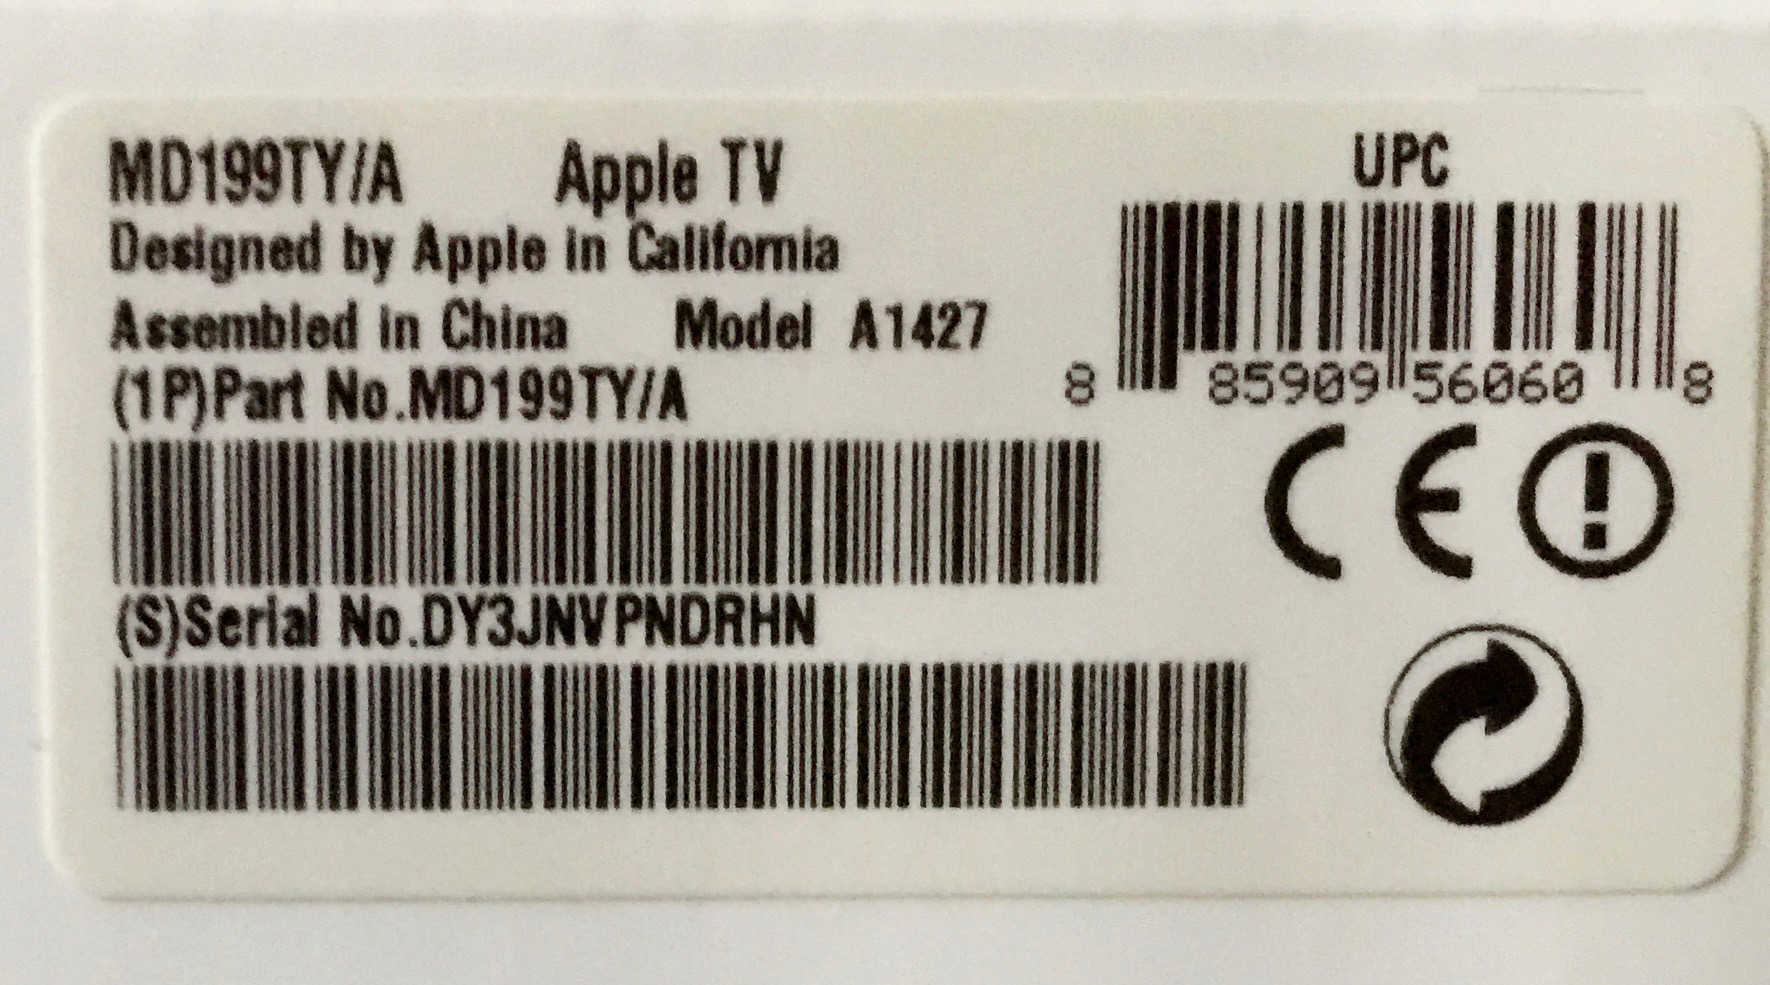 MD199TY/A Apple TV
Designed by Apple in California
Assembled in China Model A1427
(1P)Part No.MD199TY/A
(S)Serial No.DY3JNVPNDRHN
UPC
8 85909 56060 8
CE